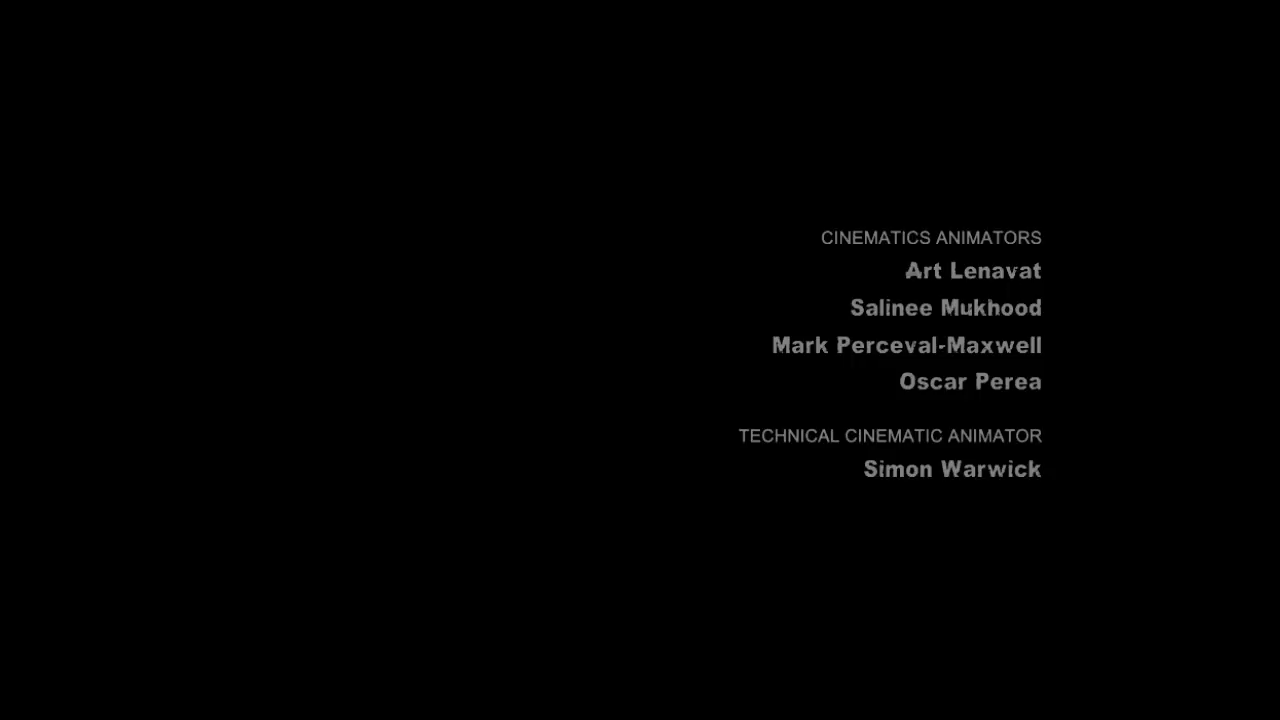 CINEMATICS ANIMATORS
Art Lenavat
Salinee Mukhood
Mark Perceval-Maxwell
Oscar Perea
TECHNICAL CINEMATIC ANIMATOR
Simon Warwick